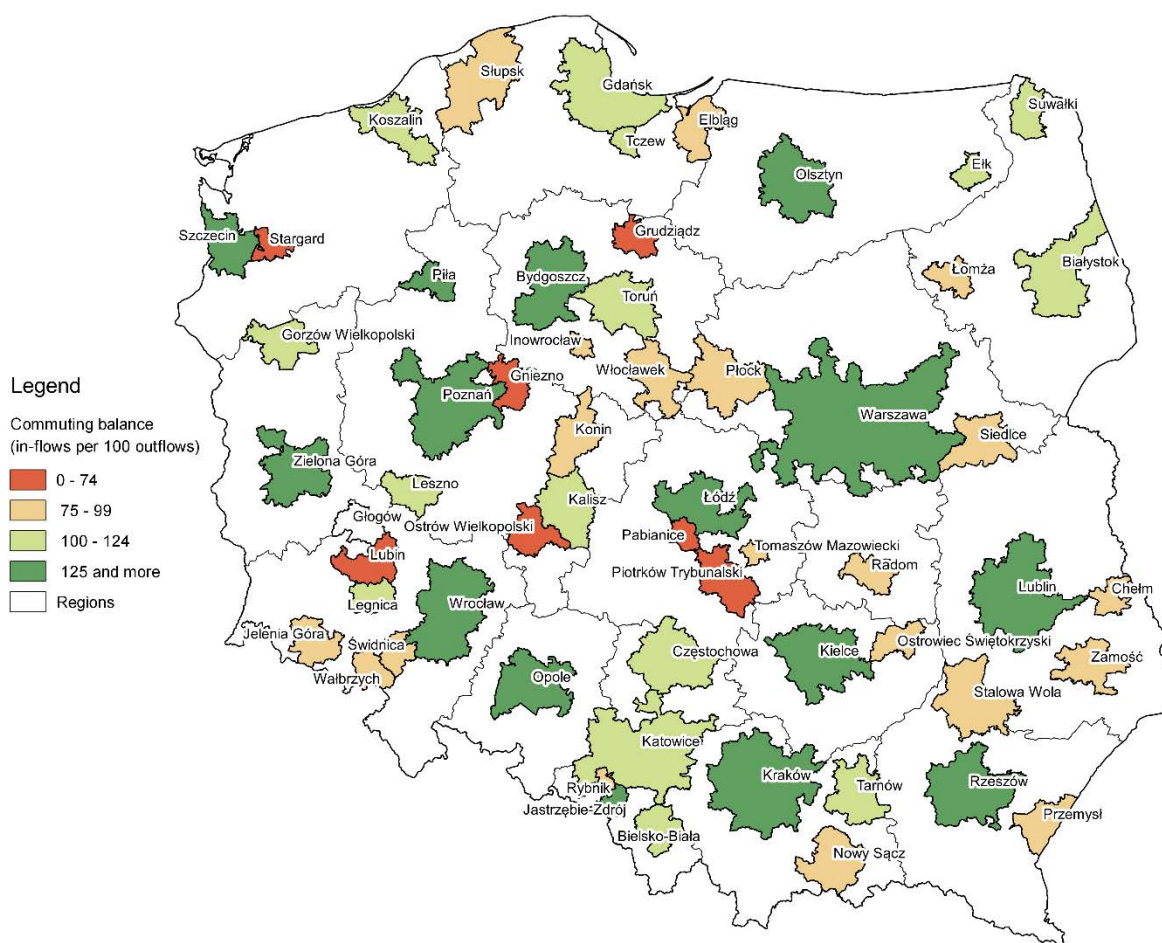 Słupsk
Gdańsk
Suwałki
Koszalin
Elbląg
Tczew
Ełk
Olsztyn
Szczecin
Stargard
Grudziądz
Białystok
Piła
Bydgoszcz
Łomża
Toruń
Gorzów Wielkopolski
Inowrocław
Włocławek
Płock
Gniezno
Poznań
Warszawa
Legend
Commuting balance
(in-flows per 100 outflows)
0 - 74
75 - 99
100 - 124
125 and more
Regions
Konin
Siedlce
Zielona Góra
Leszno
Kalisz
Łódź
Głogów
Ostrów Wielkopolski
Pabianice
Lubin
Tomaszów Mazowiecki
Piotrków Trybunalski
Radom
Lublin
Chełm
Legnica
Wrocław
Jelenia Góra
Świdnica
Ostrowiec Świętokrzyski
Kielce
Częstochowa
Zamość
Wałbrzych
Opole
Stalowa Wola
Katowice
Kraków
Rzeszów
Tarnów
Rybnik
Jastrzębie-Zdrój
Przemysł
Bielsko-Biała
Nowy Sącz